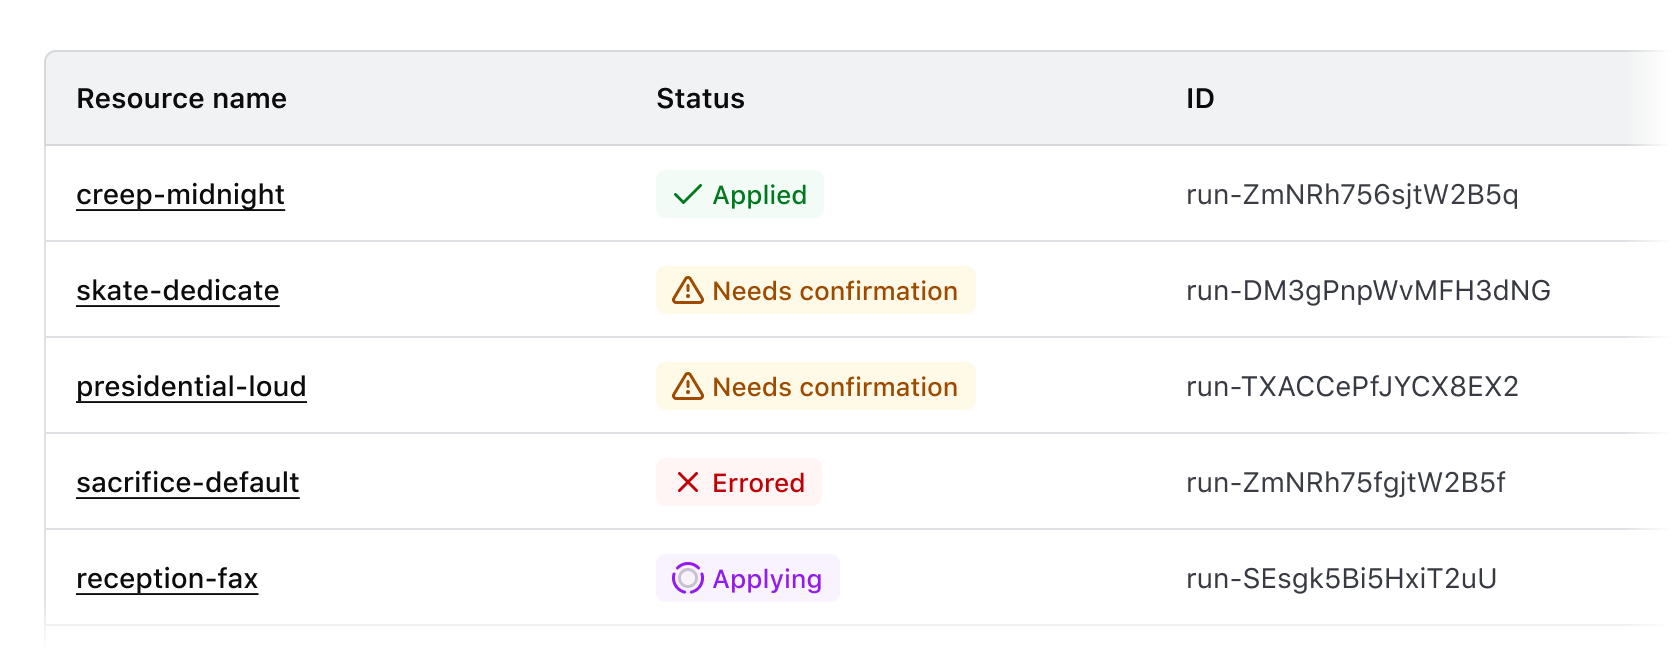 Resource name Status ID
creep-midnight Applied run-ZmNRh756sjtW2B5q
skate-dedicate Needs confirmation run-DM3gPnpWvMFH3dNG
presidential-loud Needs confirmation run-TXACCePfJYCX8EX2
sacrifice-default Errored run-ZmNRh75fgjtW2B5f
reception-fax Applying run-SEsgk5Bi5HxiT2uU